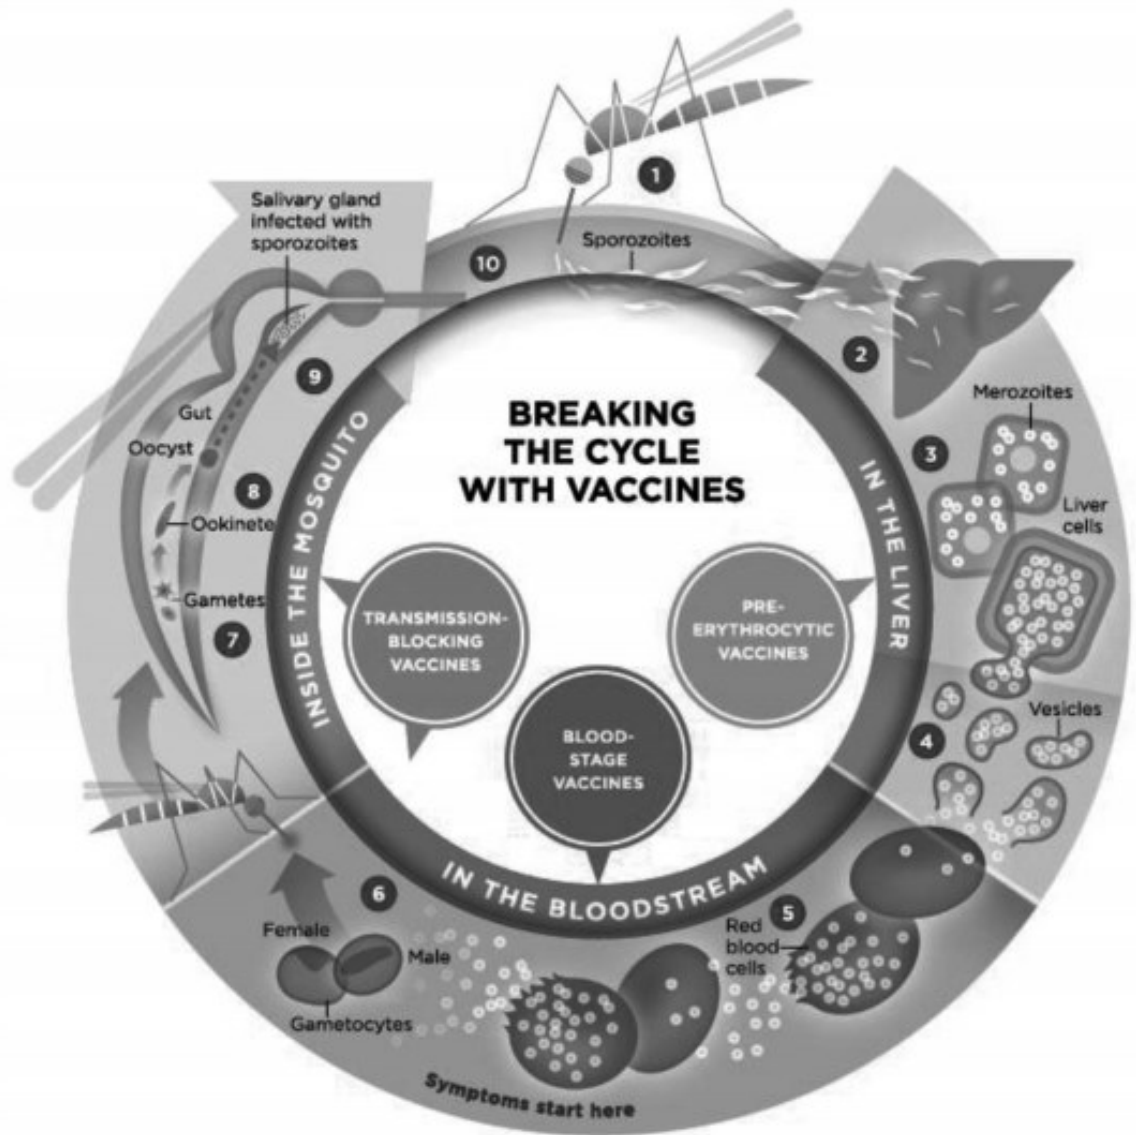 1
Salivary gland
infected with
sporozoites
10
Sporozoites
2
9
Merozoites
BREAKING
THE CYCLE
WITH VACCINES
Gut
Oocyst
3
8
Ookinete
Liver
cells
INSIDE THE MOSQUITO
IN THE LIVER
Gametes
7
TRANSMISSION-
BLOCKING
VACCINES
PRE-
ERYTHROCYTIC
VACCINES
BLOOD-
STAGE
VACCINES
4
Vesicles
IN THE BLOODSTREAM
6
5
Red
blood
cells
Female
Male
Gametocytes
Symptoms start here